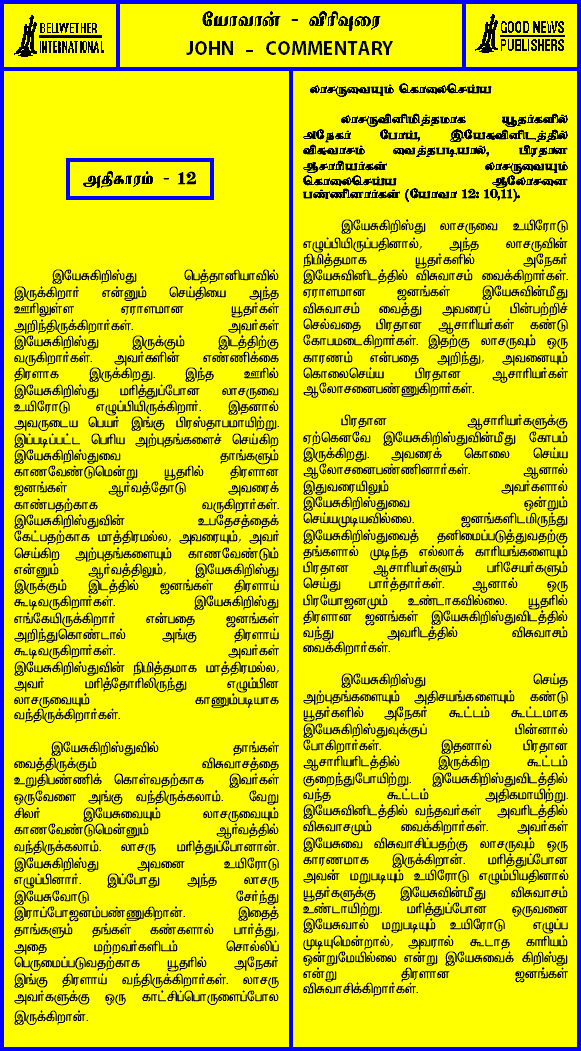 BELWETHER
INTERNATIONAL
யோவான் - விரிவுரை
JOHN - COMMENTARY
GOOD NEWS
PUBLISHERS
அதிகாரம் - 12
இயேசுகிறிஸ்து பெத்தானியாவில்
இருக்கிறார் என்னும் செய்தியை அந்த
ஊரிலுள்ள ஏராளமான யூதர்கள்
அறிந்திருக்கிறார்கள். அவர்கள்
இயேசுகிறிஸ்து இருக்கும் இடத்திற்கு
வருகிறார்கள். அவர்களின் எண்ணிக்கை
திரளாக இருக்கிறது. இந்த ஊரில்
இயேசுகிறிஸ்து மரித்துப்போன லாசருவை
உயிரோடு எழுப்பியிருக்கிறார். இதனால்
அவருடைய பெயர் இங்கு பிரஸ்தாபமாயிற்று.
இப்படிப்பட்ட பெரிய அற்புதங்களைச் செய்கிற
இயேசுகிறிஸ்துவை தாங்களும்
காணவேண்டுமென்று யூதரில் திரளான
ஜனங்கள் ஆர்வத்தோடு அவரைக்
காண்பதற்காக வருகிறார்கள்.
இயேசுகிறிஸ்துவின் உபதேசத்தைக்
கேட்பதற்காக மாத்திரமல்ல, அவரையும், அவர்
செய்கிற அற்புதங்களையும் காணவேண்டும்
என்னும் ஆர்வத்திலும், இயேசுகிறிஸ்து
இருக்கும் இடத்தில் ஜனங்கள் திரளாய்
கூடிவருகிறார்கள். இயேசுகிறிஸ்து
எங்கேயிருக்கிறார் என்பதை ஜனங்கள்
அறிந்துகொண்டால் அங்கு திரளாய்
கூடிவருகிறார்கள். அவர்கள்
இயேசுகிறிஸ்துவின் நிமித்தமாக மாத்திரமல்ல,
அவர் மரித்தோரிலிருந்து எழும்பின
லாசருவையும் காணும்படியாக
வந்திருக்கிறார்கள்.
இயேசுகிறிஸ்துவில் தாங்கள்
வைத்திருக்கும் விசுவாசத்தை
உறுதிபண்ணிக் கொள்வதற்காக இவர்கள்
ஒருவேளை அங்கு வந்திருக்கலாம். வேறு
சிலர் இயேசுவையும் லாசருவையும்
காணவேண்டுமென்னும் ஆர்வத்தில்
வந்திருக்கலாம். லாசரு மரித்துப்போனான்.
இயேசுகிறிஸ்து அவனை உயிரோடு
எழுப்பினார். இப்போது அந்த லாசரு
இயேசுவோடு சேர்ந்து
இராப்போஜனம்பண்ணுகிறான். இதைத்
தாங்களும் தங்கள் கண்களால் பார்த்து,
அதை மற்றவர்களிடம் சொல்லிப்
பெருமைப்படுவதற்காக யூதரில் அநேகர்
இங்கு திரளாய் வந்திருக்கிறார்கள். லாசரு
அவர்களுக்கு ஒரு காட்சிப்பொருளைப்போல
இருக்கிறான்.
லாசருவையும் கொலைசெய்ய
லாசருவினிமித்தமாக யூதர்களில்
அநேகர் போய், இயேசுவினிடத்தில்
விசுவாசம் வைத்தபடியால், பிரதான
ஆசாரியர்கள் லாசருவையும்
கொலைசெய்ய ஆலோசனை
பண்ணினார்கள் (யோவா 12: 10,11).
இயேசுகிறிஸ்து லாசருவை உயிரோடு
எழுப்பியிருப்பதினால், அந்த லாசருவின்
நிமித்தமாக யூதர்களில் அநேகர்
இயேசுவினிடத்தில் விசுவாசம் வைக்கிறார்கள்.
ஏராளமான ஜனங்கள் இயேசுவின்மீது
விசுவாசம் வைத்து அவரைப் பின்பற்றிச்
செல்வதை பிரதான ஆசாரியர்கள் கண்டு
கோபமடைகிறார்கள். இதற்கு லாசருவும் ஒரு
காரணம் என்பதை அறிந்து, அவனையும்
கொலைசெய்ய பிரதான ஆசாரியர்கள்
ஆலோசனைபண்ணுகிறார்கள்.
பிரதான ஆசாரியர்களுக்கு
ஏற்கெனவே இயேசுகிறிஸ்துவின்மீது கோபம்
இருக்கிறது. அவரைக் கொலை செய்ய
ஆலோசனைபண்ணினார்கள். ஆனால்
இதுவரையிலும் அவர்களால்
இயேசுகிறிஸ்துவை ஒன்றும்
செய்யமுடியவில்லை. ஜனங்களிடமிருந்து
இயேசுகிறிஸ்துவைத் தனிமைப்படுத்துவதற்கு
தங்களால் முடிந்த எல்லாக் காரியங்களையும்
பிரதான ஆசாரியர்களும் பரிசேயர்களும்
செய்து பார்த்தார்கள். ஆனால் ஒரு
பிரயோஜனமும் உண்டாகவில்லை. யூதரில்
திரளான ஜனங்கள் இயேசுகிறிஸ்துவிடத்தில்
வந்து அவரிடத்தில் விசுவாசம்
வைக்கிறார்கள்.
இயேசுகிறிஸ்து செய்த
அற்புதங்களையும் அதிசயங்களையும் கண்டு
யூதர்களில் அநேகர் கூட்டம் கூட்டமாக
இயேசுகிறிஸ்துவுக்குப் பின்னால்
போகிறார்கள். இதனால் பிரதான
ஆசாரியரிடத்தில் இருக்கிற கூட்டம்
குறைந்துபோயிற்று. இயேசுகிறிஸ்துவிடத்தில்
வந்த கூட்டம் அதிகமாயிற்று.
இயேசுவினிடத்தில் வந்தவர்கள் அவரிடத்தில்
விசுவாசமும் வைக்கிறார்கள். அவர்கள்
இயேசுவை விசுவாசிப்பதற்கு லாசருவும் ஒரு
காரணமாக இருக்கிறான். மரித்துப்போன
அவன் மறுபடியும் உயிரோடு எழும்பியதினால்
யூதர்களுக்கு இயேசுவின்மீது விசுவாசம்
உண்டாயிற்று. மரித்துப்போன ஒருவனை
இயேசுவால் மறுபடியும் உயிரோடு எழுப்ப
முடியுமென்றால், அவரால் கூடாத காரியம்
ஒன்றுமேயில்லை என்று இயேசுவைக் கிறிஸ்து
என்று திரளான ஜனங்கள்
விசுவாசிக்கிறார்கள்.